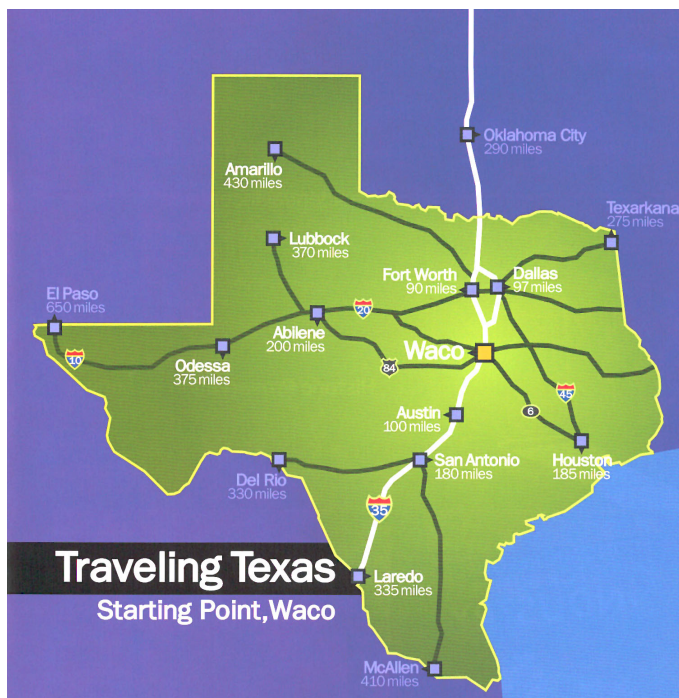 Oklahoma City
290 miles
Amarillo
430 miles
Texarkana
275 miles
Lubbock
370 miles
Fort Worth
90 miles
Dallas
97 miles
El Paso
650 miles
20
Abilene
200 miles
10
Odessa
375 miles
Waco
84
45
6
Austin
100 miles
San Antonio
180 miles
Houston
185 miles
Del Rio
330 miles
35
Traveling Texas
Laredo
335 miles
Starting Point, Waco
McAllen
410 miles